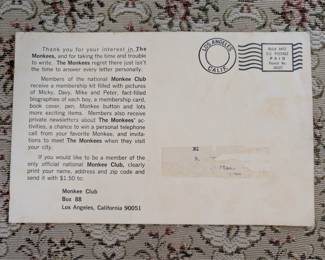 Thank you for your interest in The
Monkees, and for taking the time and trouble to
write. The Monkees regret there just isn't
the time to answer every letter personally.
Members of the national Monkee Club
receive a membership kit filled with pictures
of Micky, Davy, Mike and Peter, fact-filled
biographies of each boy, a membership card,
book cover, pen, Monkee button and lots
more exciting items. Members also receive
private newsletters about The Monkees' ac-
tivities, a chance to win a personal telephone
call from your favorite Monkee, and invita-
tions to meet The Monkees when they visit
your city.
If you would like to be a member of the
only official national Monkee Club, clearly
print your name, address and zip code and
send it with $1.50 to:
Monkee Club
Box 88
Los Angeles, California 90051
LOS ANGELES
CALIF.
BULK RATE
U.S. POSTAGE
PAID